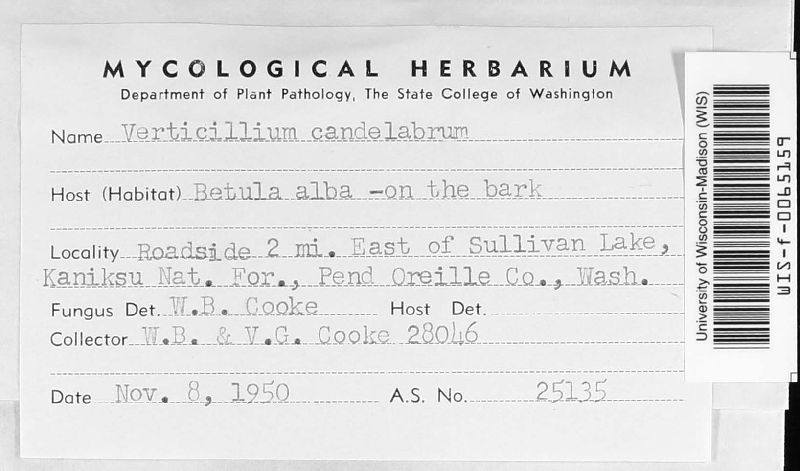 MYCOLOGICAL HERBARIUM
Department of Plant Pathology, The State College of Washington
Name Verticillium candelabrum
Host (Habitat) Betula alba -on the bark
Locality Roadside 2 mi. East of Sullivan Lake,
Kaniksu Nat. For., Pend Oreille Co., Wash.
Fungus Det. W.B. Cooke Host Det.
Collector W.B. & V.G. Cooke 28046
Date Nov. 8, 1950 A.S. No. 25135
University of Wisconsin-Madison (WIS)
WIS-f-0065159